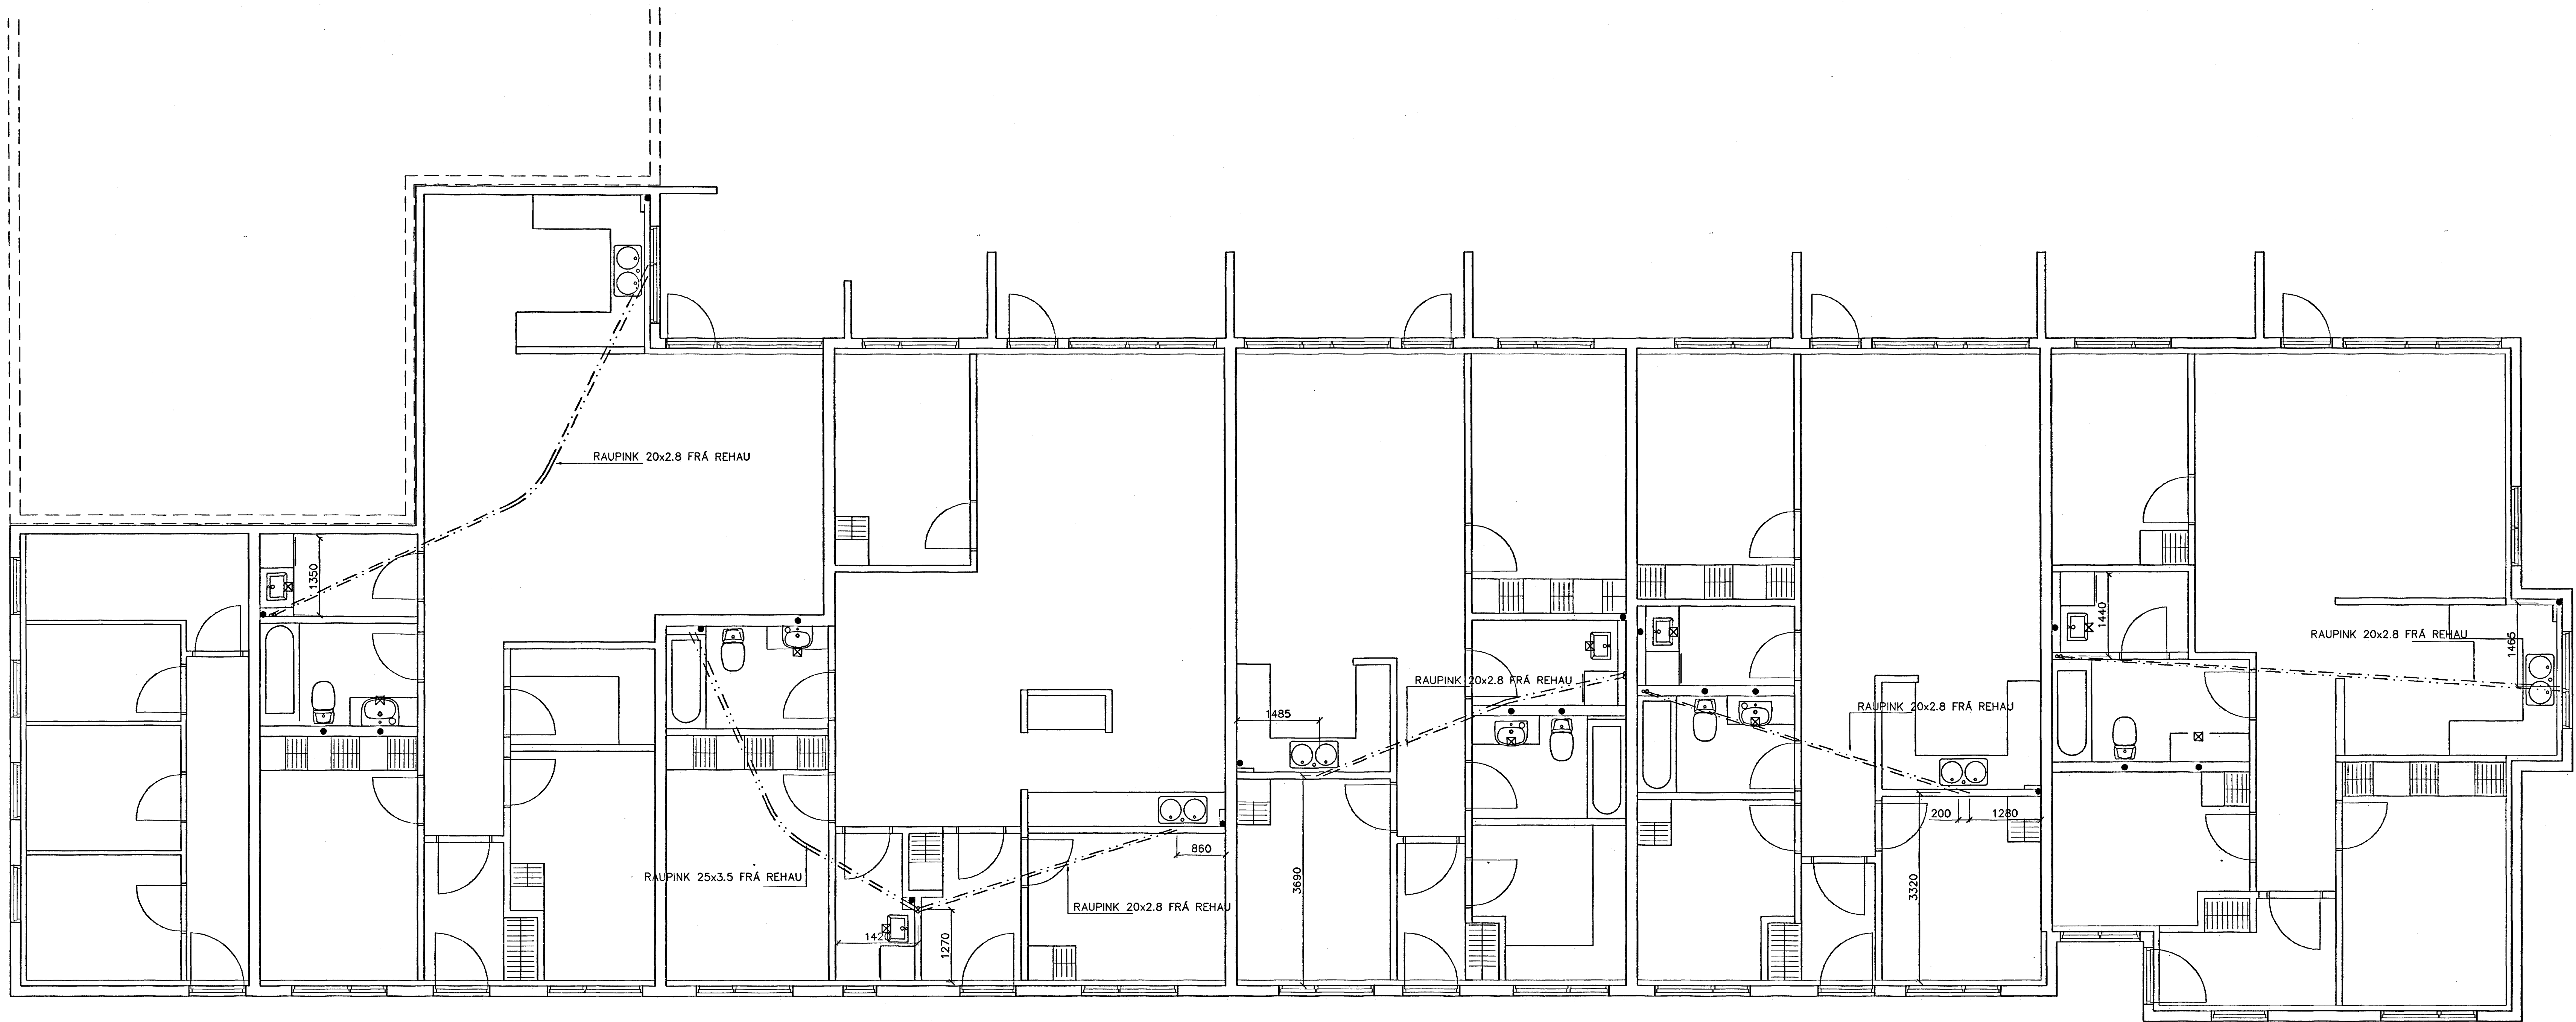 RAUPINK 20x2.8 FRÁ REHAU
1350
RAUPINK 25x3.5 FRÁ REHAU
860
RAUPINK 20x2.8 FRÁ REHAU
1420
1270
1485
RAUPINK 20x2.8 FRÁ REHAU
3690
RAUPINK 20x2.8 FRÁ REHAU
200
1280
3320
1440
RAUPINK 20x2.8 FRÁ REHAU
1465